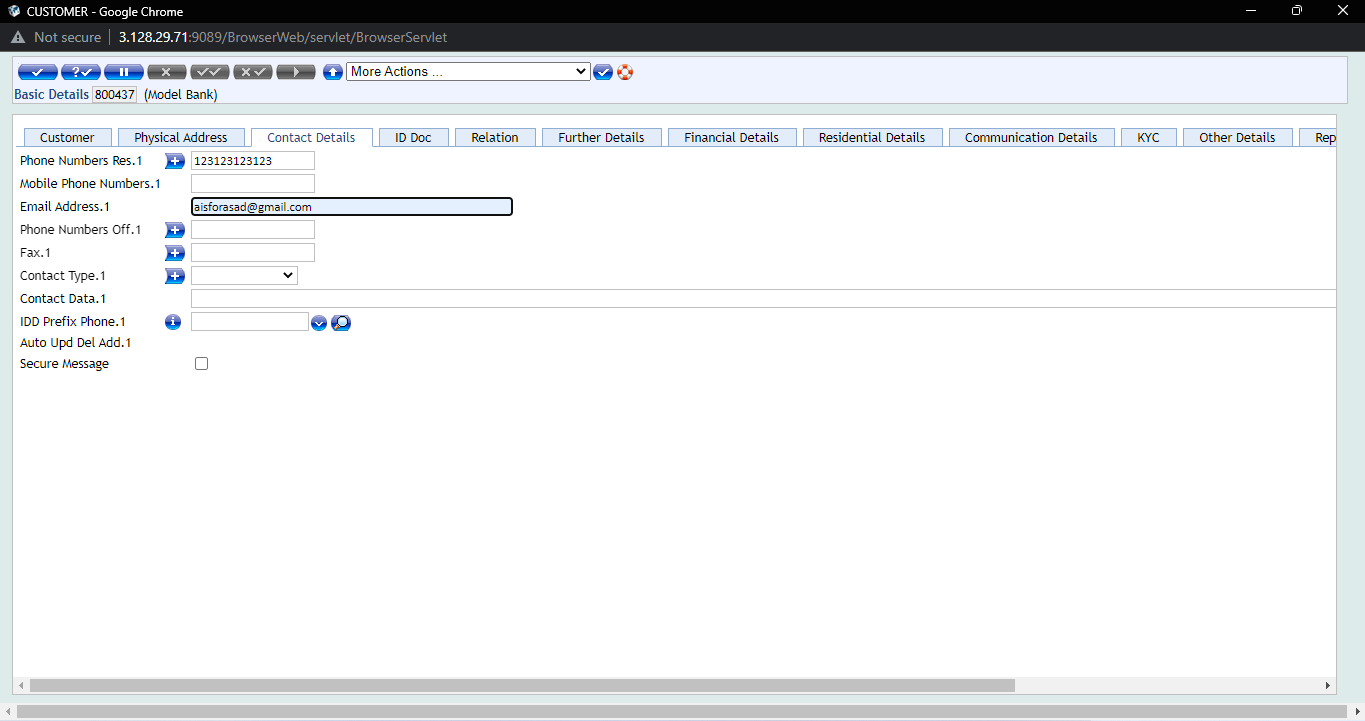 CUSTOMER - Google Chrome
Not secure 3.128.29.71:9089/BrowserWeb/servlet/BrowserServlet
More Actions ...
Basic Details 800437 (Model Bank)
Customer Physical Address Contact Details ID Doc Relation Further Details Financial Details Residential Details Communication Details KYC Other Details Rep
Phone Numbers Res.1 123123123123
Mobile Phone Numbers.1
Email Address.1 aisforasad@gmail.com
Phone Numbers Off.1
Fax.1
Contact Type.1
Contact Data.1
IDD Prefix Phone.1
Auto Upd Del Add.1
Secure Message